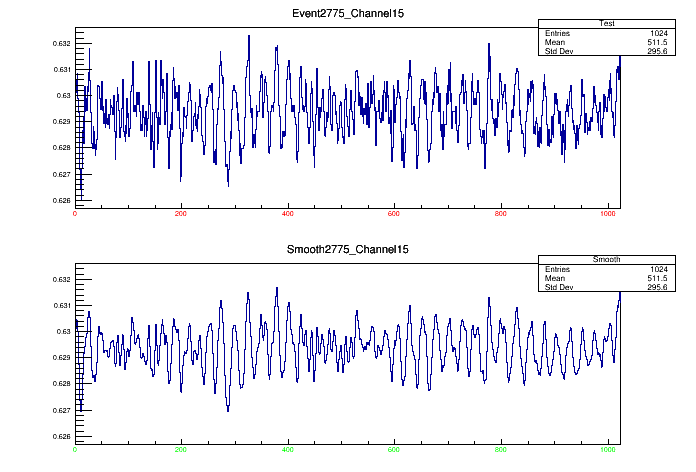 Event2775_Channel15
Test
Entries 1024
Mean 511.5
Std Dev 295.6
0.632
0.631
0.63
0.629
0.628
0.627
0.626
0 200 400 600 800 1000
Smooth2775_Channel15
Smooth
Entries 1024
Mean 511.5
Std Dev 295.6
0.632
0.631
0.63
0.629
0.628
0.627
0.626
0 200 400 600 800 1000